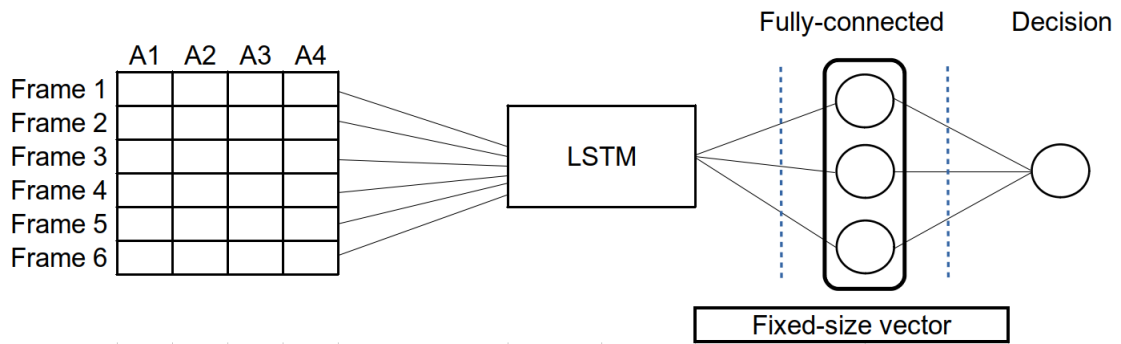 Fully-connected Decision
A1 A2 A3 A4
Frame 1
Frame 2
Frame 3
Frame 4
Frame 5
Frame 6
LSTM
Fixed-size vector